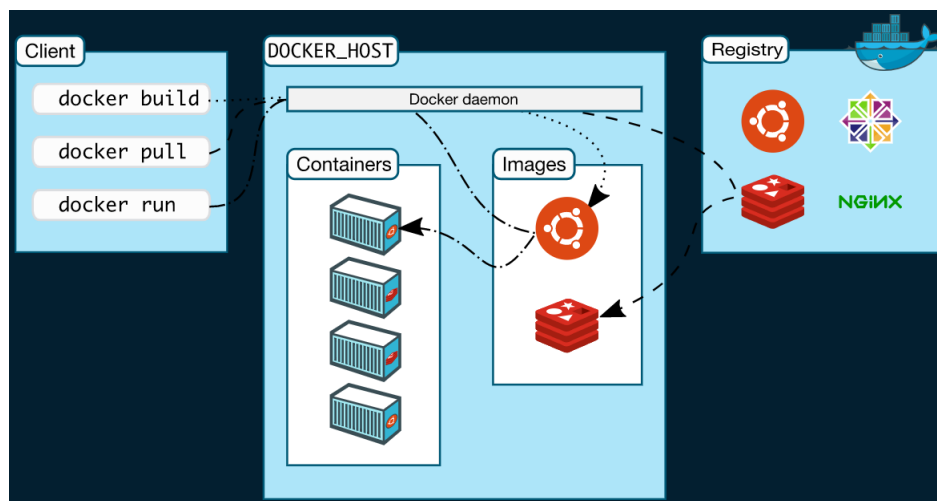 Client
docker build
docker pull
docker run
DOCKER_HOST
Docker daemon
Containers
Images
Registry
NGINX